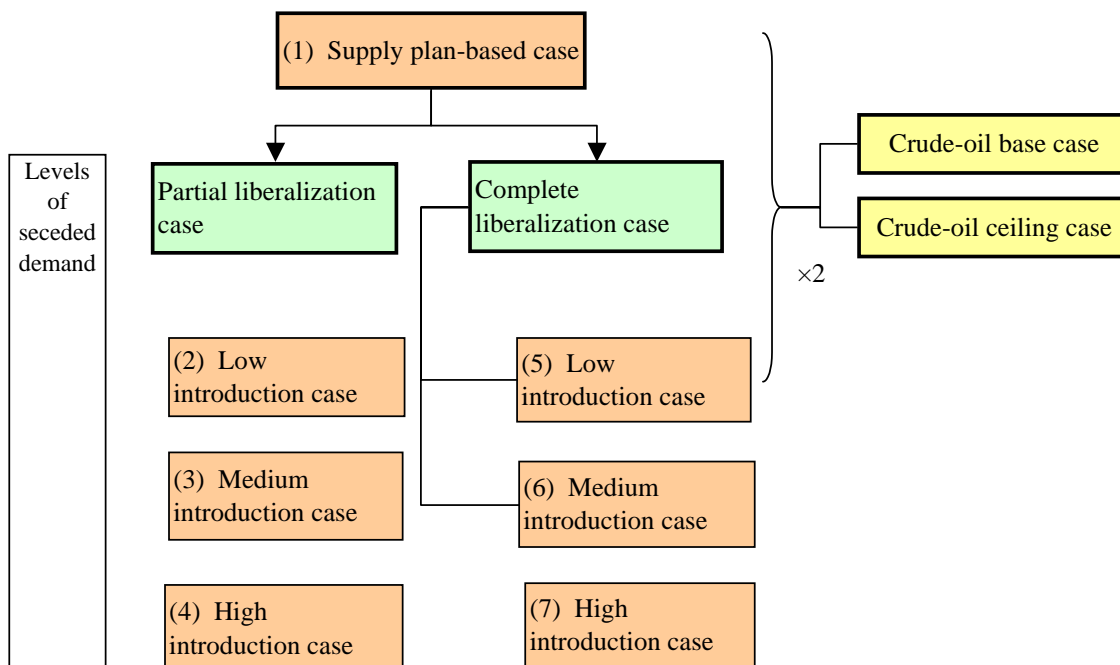 (1) Supply plan-based case
Levels
of
seceded
demand
Partial liberalization
case
Complete
liberalization case
Crude-oil base case
Crude-oil ceiling case
×2
(2) Low
introduction case
(5) Low
introduction case
(3) Medium
introduction case
(6) Medium
introduction case
(4) High
introduction case
(7) High
introduction case